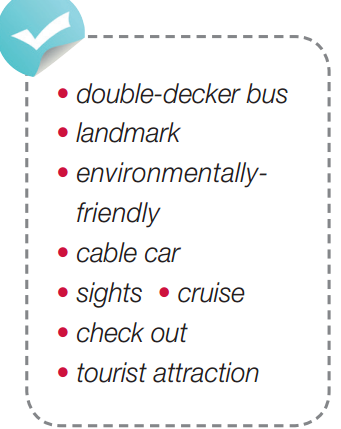 • double-decker bus
• landmark
• environmentally-
friendly
• cable car
• sights • cruise
• check out
• tourist attraction